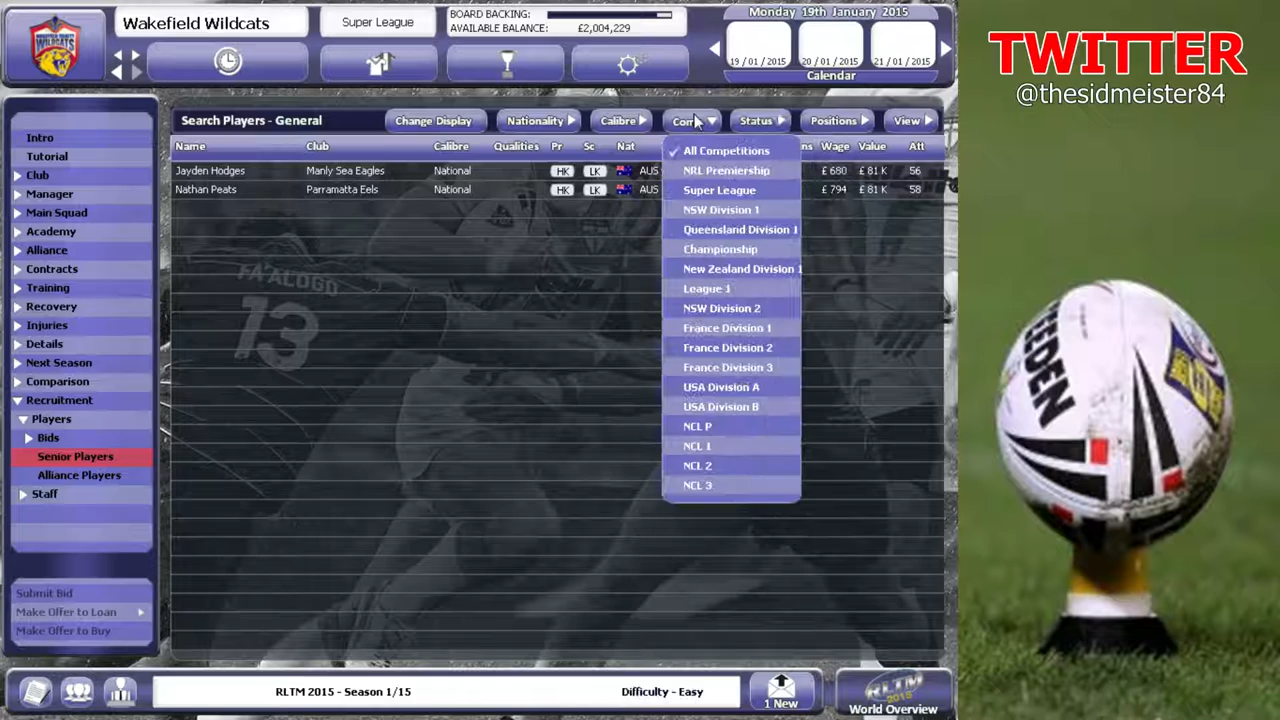 Wakefield Wildcats
Super League
BOARD BACKING:
AVAILABLE BALANCE: £2,004,229
Monday 19th January 2015
19 / 01 / 2015 20 / 01 / 2015 21 / 01 / 2015
Calendar
TWITTER
@thesidmeister84
WILDCATS
Search Players - General
Change Display
Nationality
Calibre
Com
Status
Positions
View
Name Club Calibre Qualities Pr Sc Nat Wage Value Att
Jayden Hodges Manly Sea Eagles National HK LK AUS £ 680 £ 81 K 56
Nathan Peats Parramatta Eels National HK LK AUS £ 794 £ 81 K 58
All Competitions
NRL Premiership
Super League
NSW Division 1
Queensland Division 1
Championship
New Zealand Division 1
League 1
NSW Division 2
France Division 1
France Division 2
France Division 3
USA Division A
USA Division B
NCL P
NCL 1
NCL 2
NCL 3
Intro
Tutorial
Club
Manager
Main Squad
Academy
Alliance
Contracts
Training
Recovery
Injuries
Details
Next Season
Comparison
Recruitment
Players
Bids
Senior Players
Alliance Players
Staff
Submit Bid
Make Offer to Loan
Make Offer to Buy
FA'ALOGO
13
STEEDEN
RLTM 2015 - Season 1/15
Difficulty - Easy
1 New
RLTM
2015
World Overview